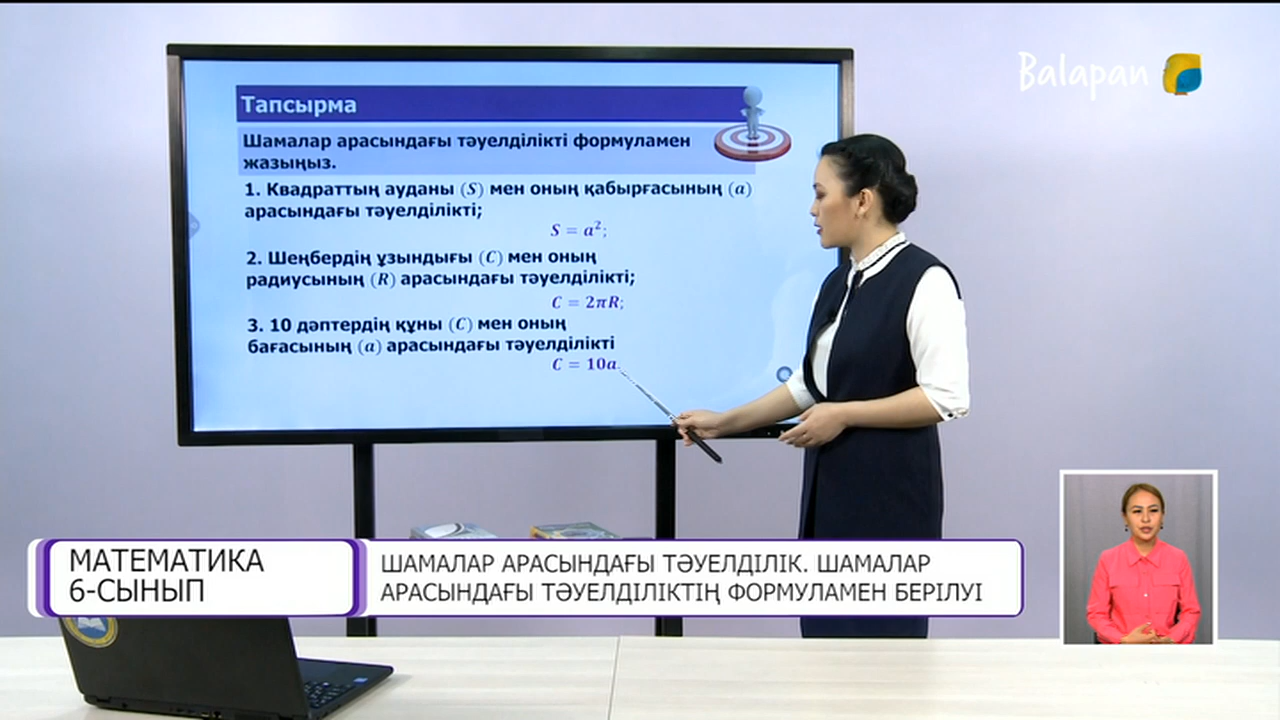 Balapan
Тапсырма
Шамалар арасындағы тәуелділікті формуламен
жазыңыз.
1. Квадраттың ауданы (S) мен оның қабырғасының (a)
арасындағы тәуелділікті;
S = a²;
2. Шеңбердің ұзындығы (C) мен оның
радиусының (R) арасындағы тәуелділікті;
C = 2πR;
3. 10 дәптердің құны (C) мен оның
бағасының (a) арасындағы тәуелділікті
C = 10a
МАТЕМАТИКА
6-СЫНЫП
ШАМАЛАР АРАСЫНДАҒЫ ТӘУЕЛДІЛІК. ШАМАЛАР
АРАСЫНДАҒЫ ТӘУЕЛДІЛІКТІҢ ФОРМУЛАМЕН БЕРІЛУІ